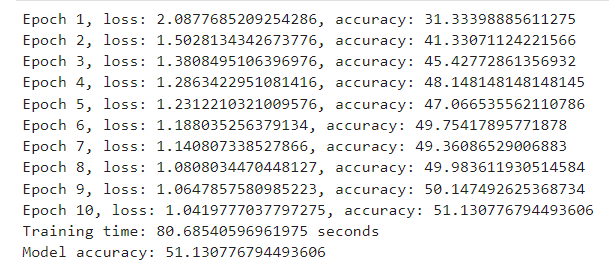 Epoch 1, loss: 2.0877685209254286, accuracy: 31.33398885611275
Epoch 2, loss: 1.5028134342673776, accuracy: 41.33071124221566
Epoch 3, loss: 1.3808495106396976, accuracy: 45.42772861356932
Epoch 4, loss: 1.2863422951081416, accuracy: 48.148148148148145
Epoch 5, loss: 1.2312210321009576, accuracy: 47.066535562110786
Epoch 6, loss: 1.188035256379134, accuracy: 49.75417895771878
Epoch 7, loss: 1.140807338527866, accuracy: 49.36086529006883
Epoch 8, loss: 1.0808034470448127, accuracy: 49.983611930514584
Epoch 9, loss: 1.0647857580985223, accuracy: 50.147492625368734
Epoch 10, loss: 1.0419777037797275, accuracy: 51.130776794493606
Training time: 80.68540596961975 seconds
Model accuracy: 51.130776794493606